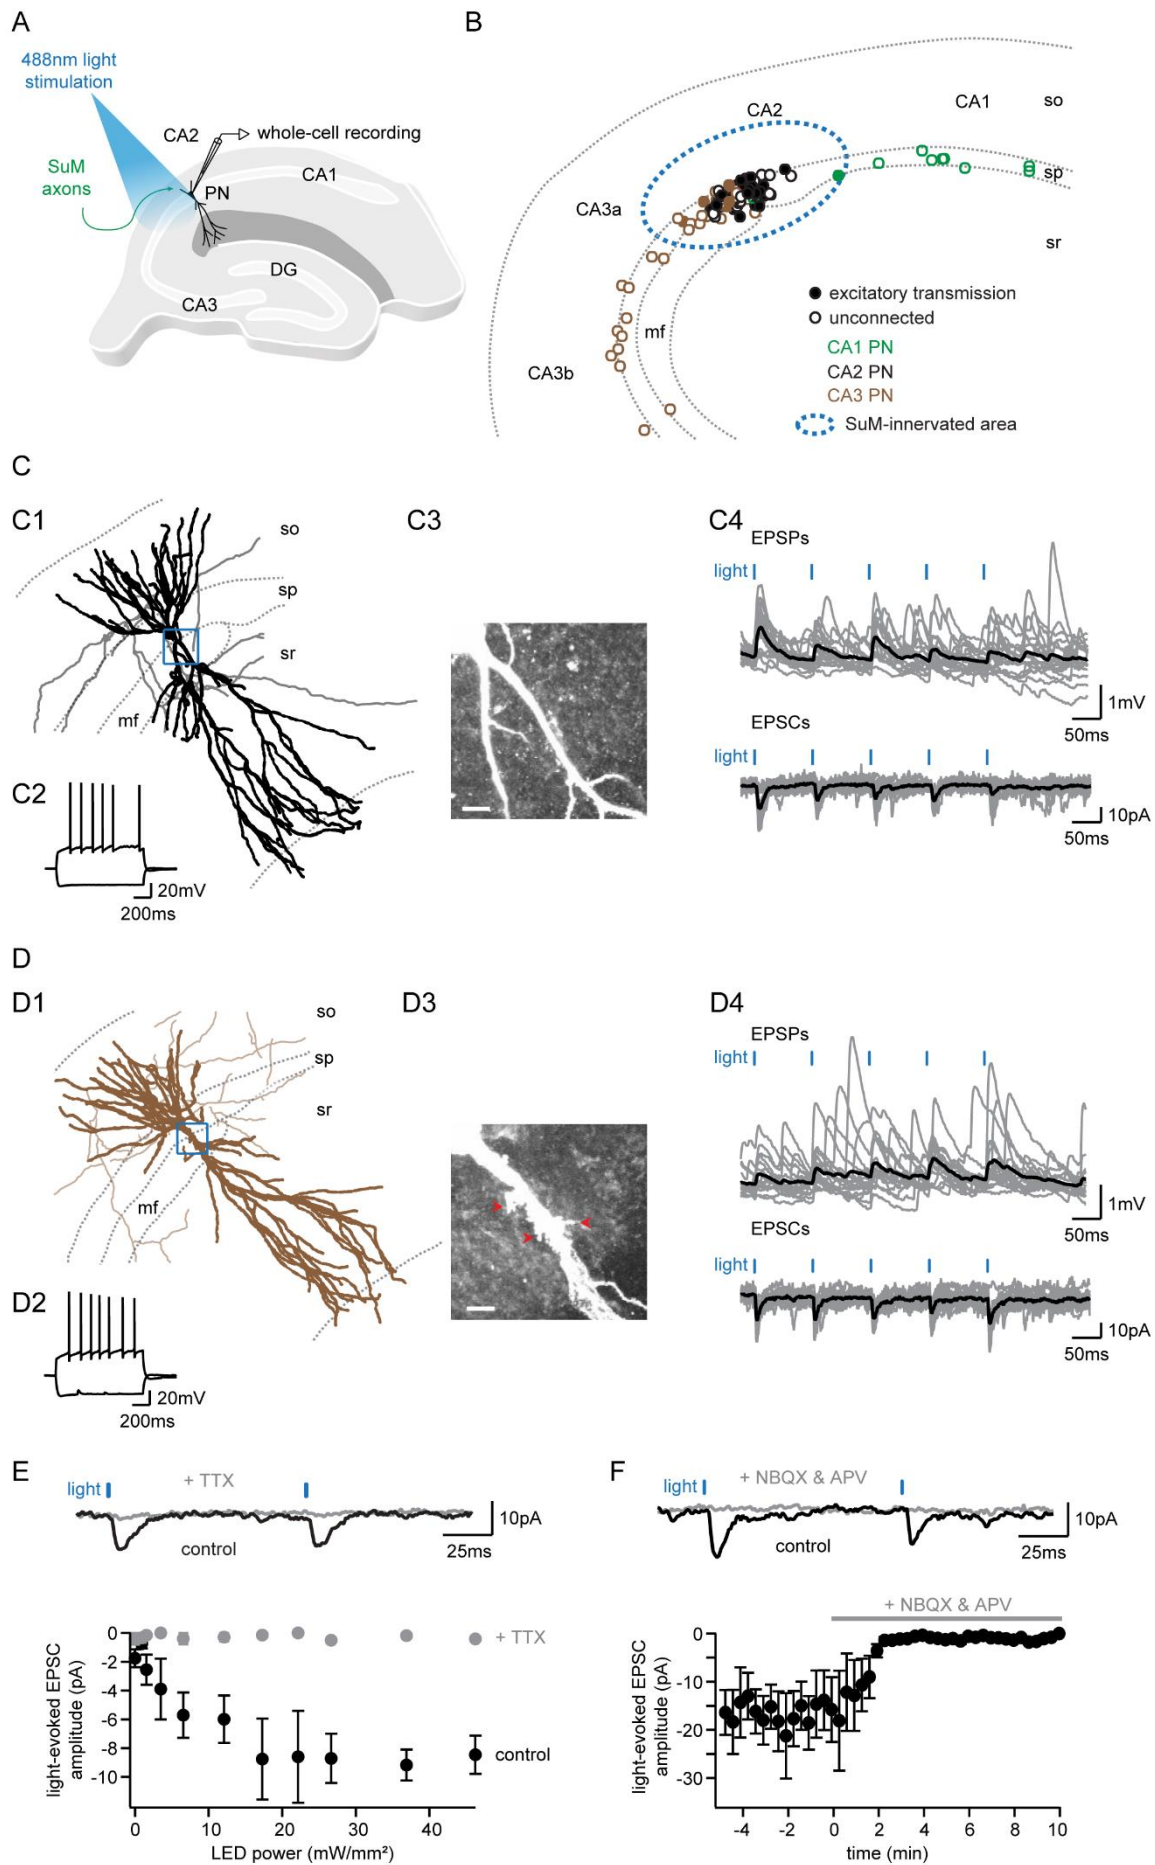 A
488nm light
stimulation
CA2
whole-cell recording
SuM
axons
PN
CA1
DG
CA3
B
CA2
CA1
so
sp
CA3a
sr
mf
CA3b
excitatory transmission
unconnected
CA1 PN
CA2 PN
CA3 PN
SuM-innervated area
C
C1
so
sp
sr
mf
C2
20mV
200ms
C3
C4
EPSPs
light
1mV
50ms
EPSCs
light
10pA
50ms
D
D1
so
sp
sr
mf
D2
20mV
200ms
D3
D4
EPSPs
light
1mV
50ms
EPSCs
light
10pA
50ms
E
+ TTX
light
control
10pA
25ms
light-evoked EPSC
amplitude (pA)
0
-2
-4
-6
-8
-10
+ TTX
control
0 10 20 30 40
LED power (mW/mm²)
F
+ NBQX & APV
light
control
10pA
25ms
+ NBQX & APV
light-evoked EPSC
amplitude (pA)
0
-10
-20
-30
-4 -2 0 2 4 6 8 10
time (min)